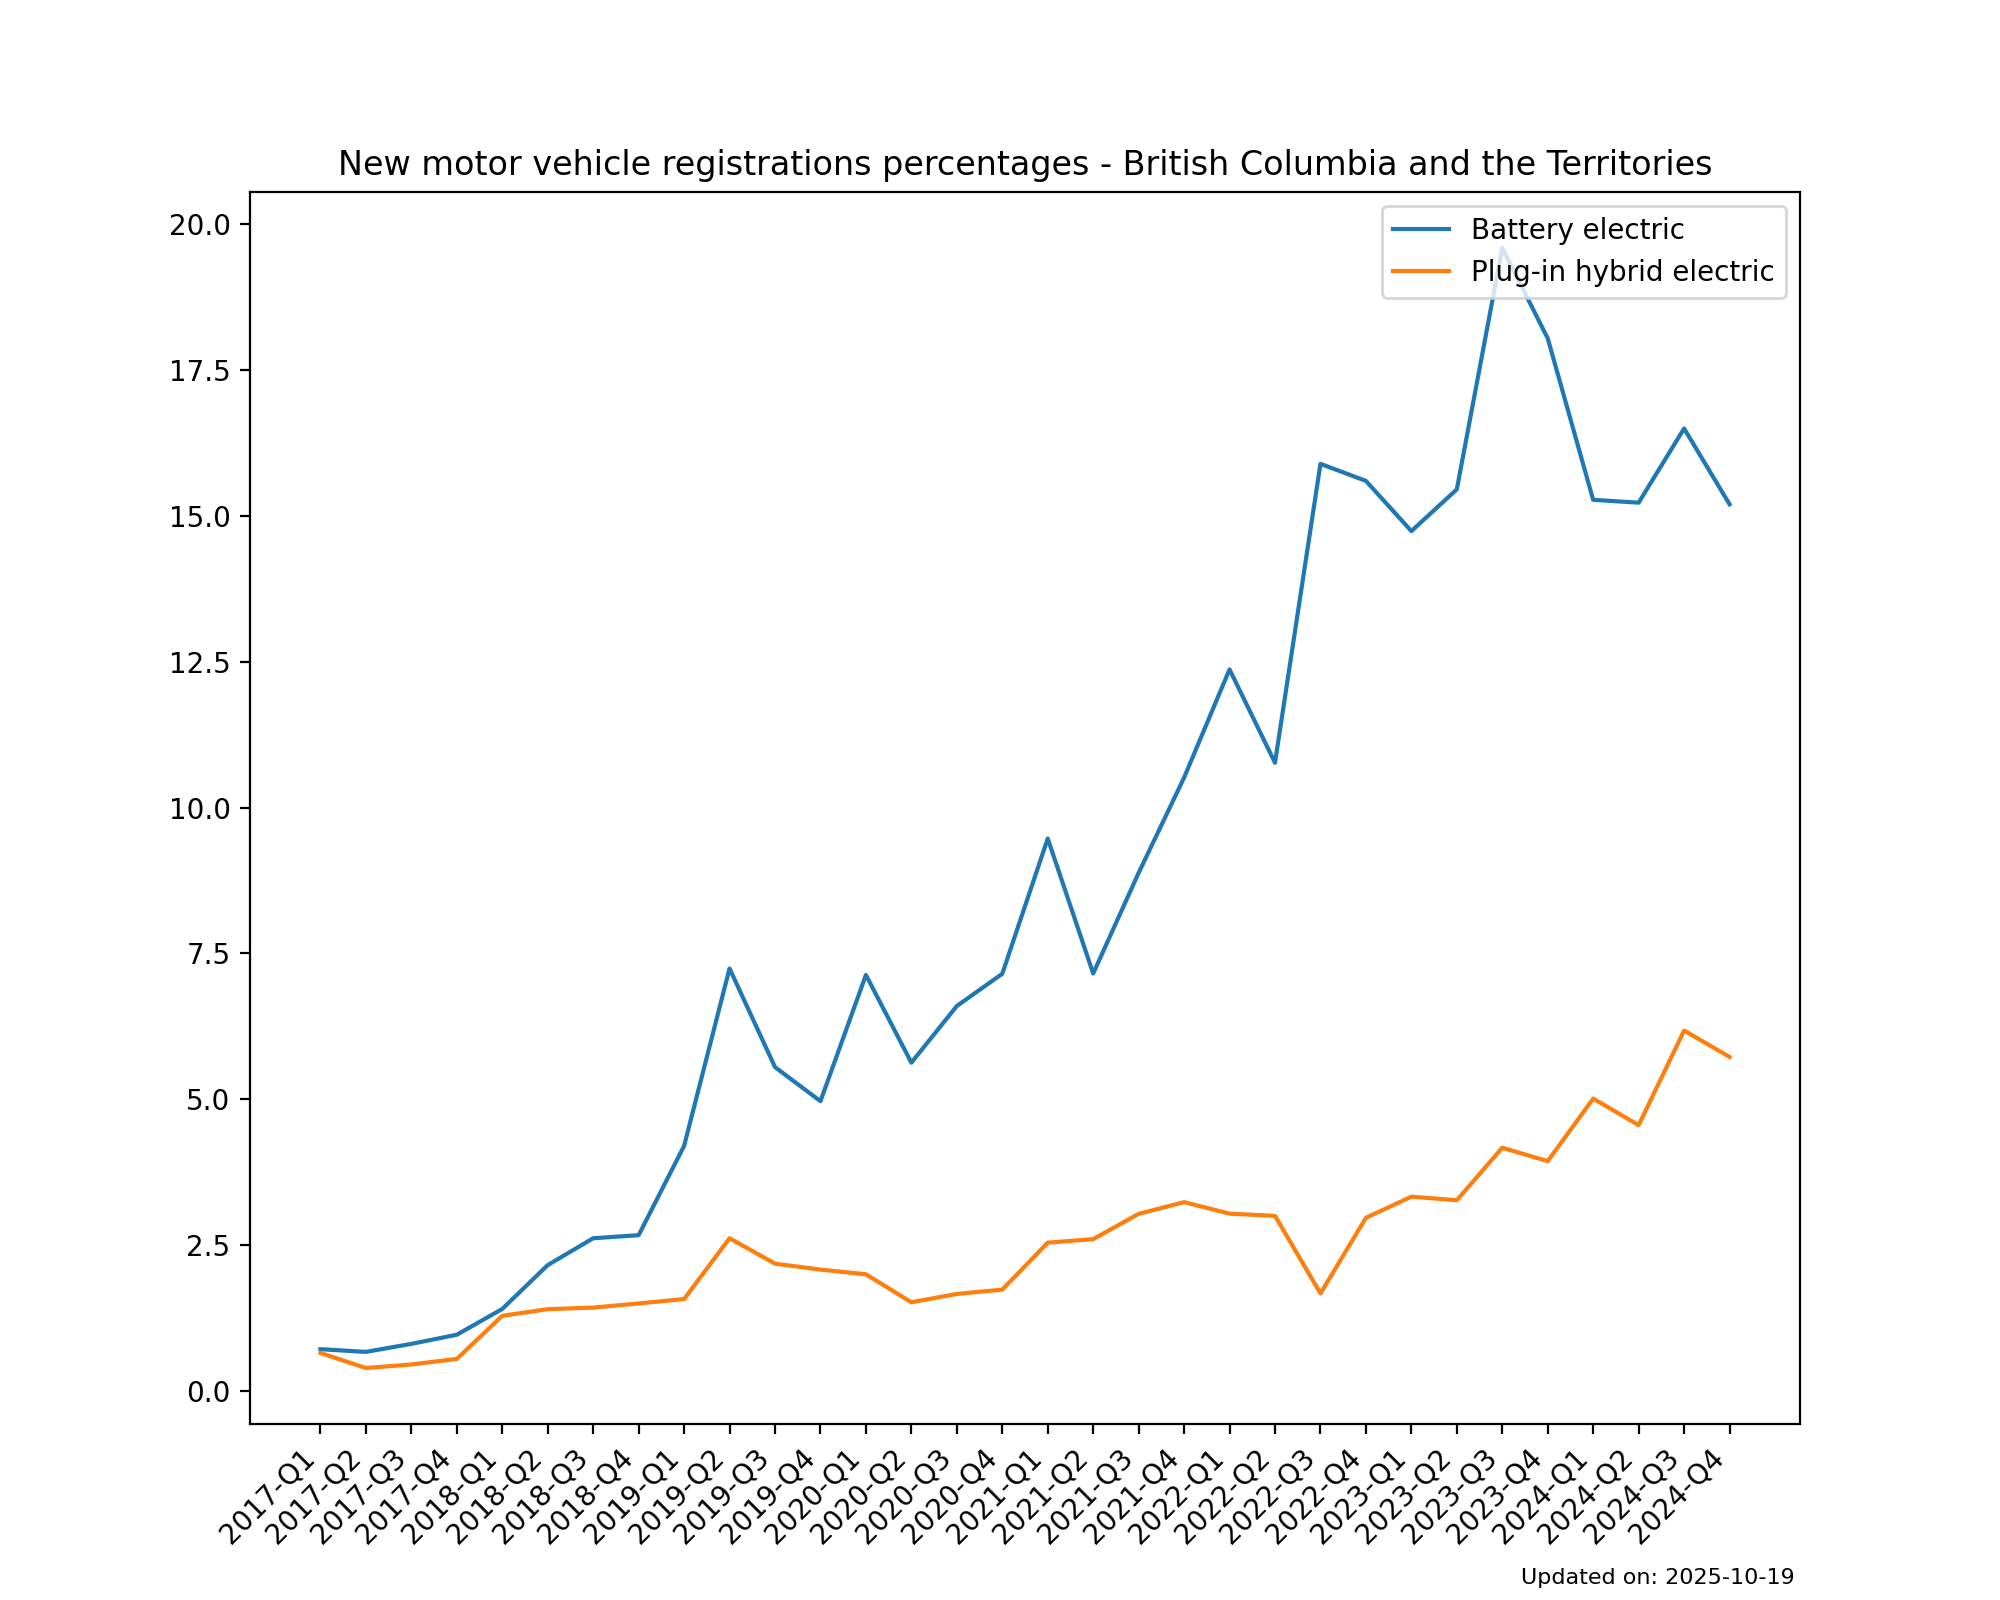 New motor vehicle registrations percentages - British Columbia and the Territories
Battery electric
Plug-in hybrid electric
20.0
17.5
15.0
12.5
10.0
7.5
5.0
2.5
0.0
2017-Q1
2017-Q2
2017-Q3
2017-Q4
2018-Q1
2018-Q2
2018-Q3
2018-Q4
2019-Q1
2019-Q2
2019-Q3
2019-Q4
2020-Q1
2020-Q2
2020-Q3
2020-Q4
2021-Q1
2021-Q2
2021-Q3
2021-Q4
2022-Q1
2022-Q2
2022-Q3
2022-Q4
2023-Q1
2023-Q2
2023-Q3
2023-Q4
2024-Q1
2024-Q2
2024-Q3
2024-Q4
Updated on: 2025-10-19